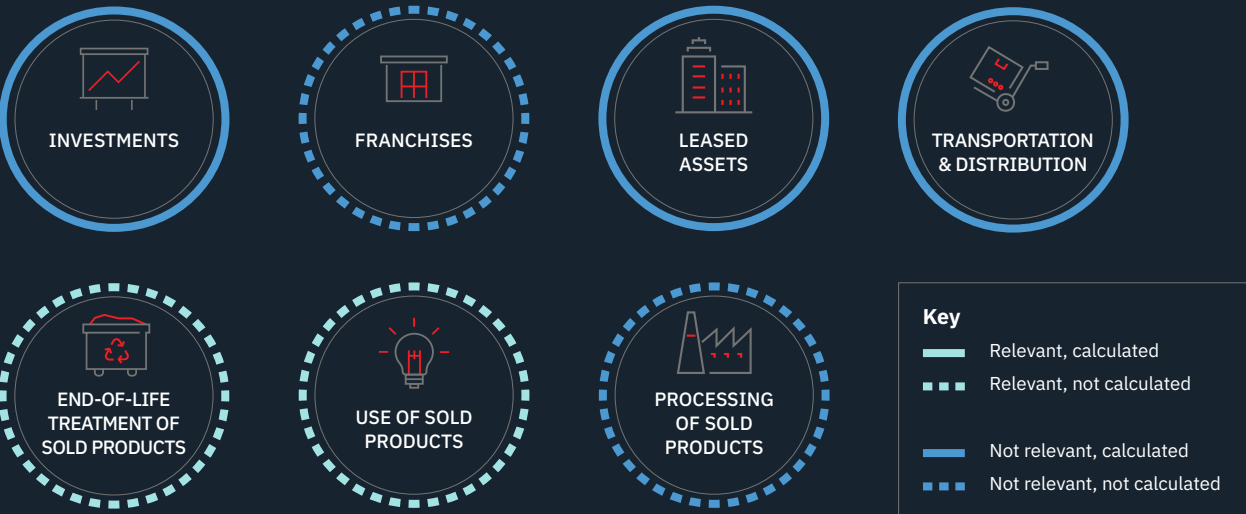 INVESTMENTS
FRANCHISES
LEASED
ASSETS
TRANSPORTATION
& DISTRIBUTION
END-OF-LIFE
TREATMENT OF
SOLD PRODUCTS
USE OF SOLD
PRODUCTS
PROCESSING
OF SOLD
PRODUCTS
Key
Relevant, calculated
Relevant, not calculated
Not relevant, calculated
Not relevant, not calculated